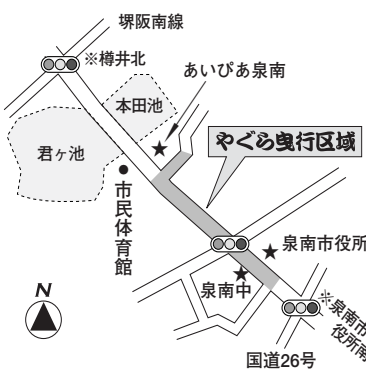 堺阪南線
※樽井北
あいぴあ泉南
本田池
やぐら曳行区域
君ヶ池
市民体育館
泉南市役所
泉南中
N
※泉南市
役所南
国道26号